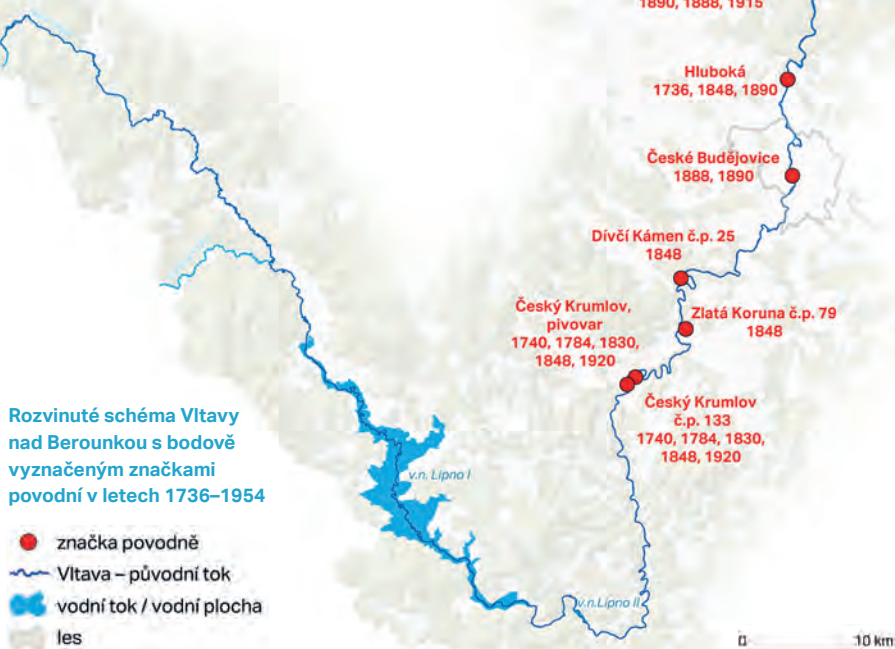 1890, 1888, 1915
Hluboká
1736, 1848, 1890
České Budějovice
1888, 1890
Dívčí Kámen č.p. 25
1848
Český Krumlov,
pivovar
1740, 1784, 1830,
1848, 1920
Zlatá Koruna č.p. 79
1848
Český Krumlov
č.p. 133
1740, 1784, 1830,
1848, 1920
Rozvinuté schéma Vltavy
nad Berounkou s bodově
vyznačeným značkami
povodní v letech 1736–1954
v.n. Lipno I
značka povodně
Vltava – původní tok
vodní tok / vodní plocha
les
v.n. Lipno II
0 10 km